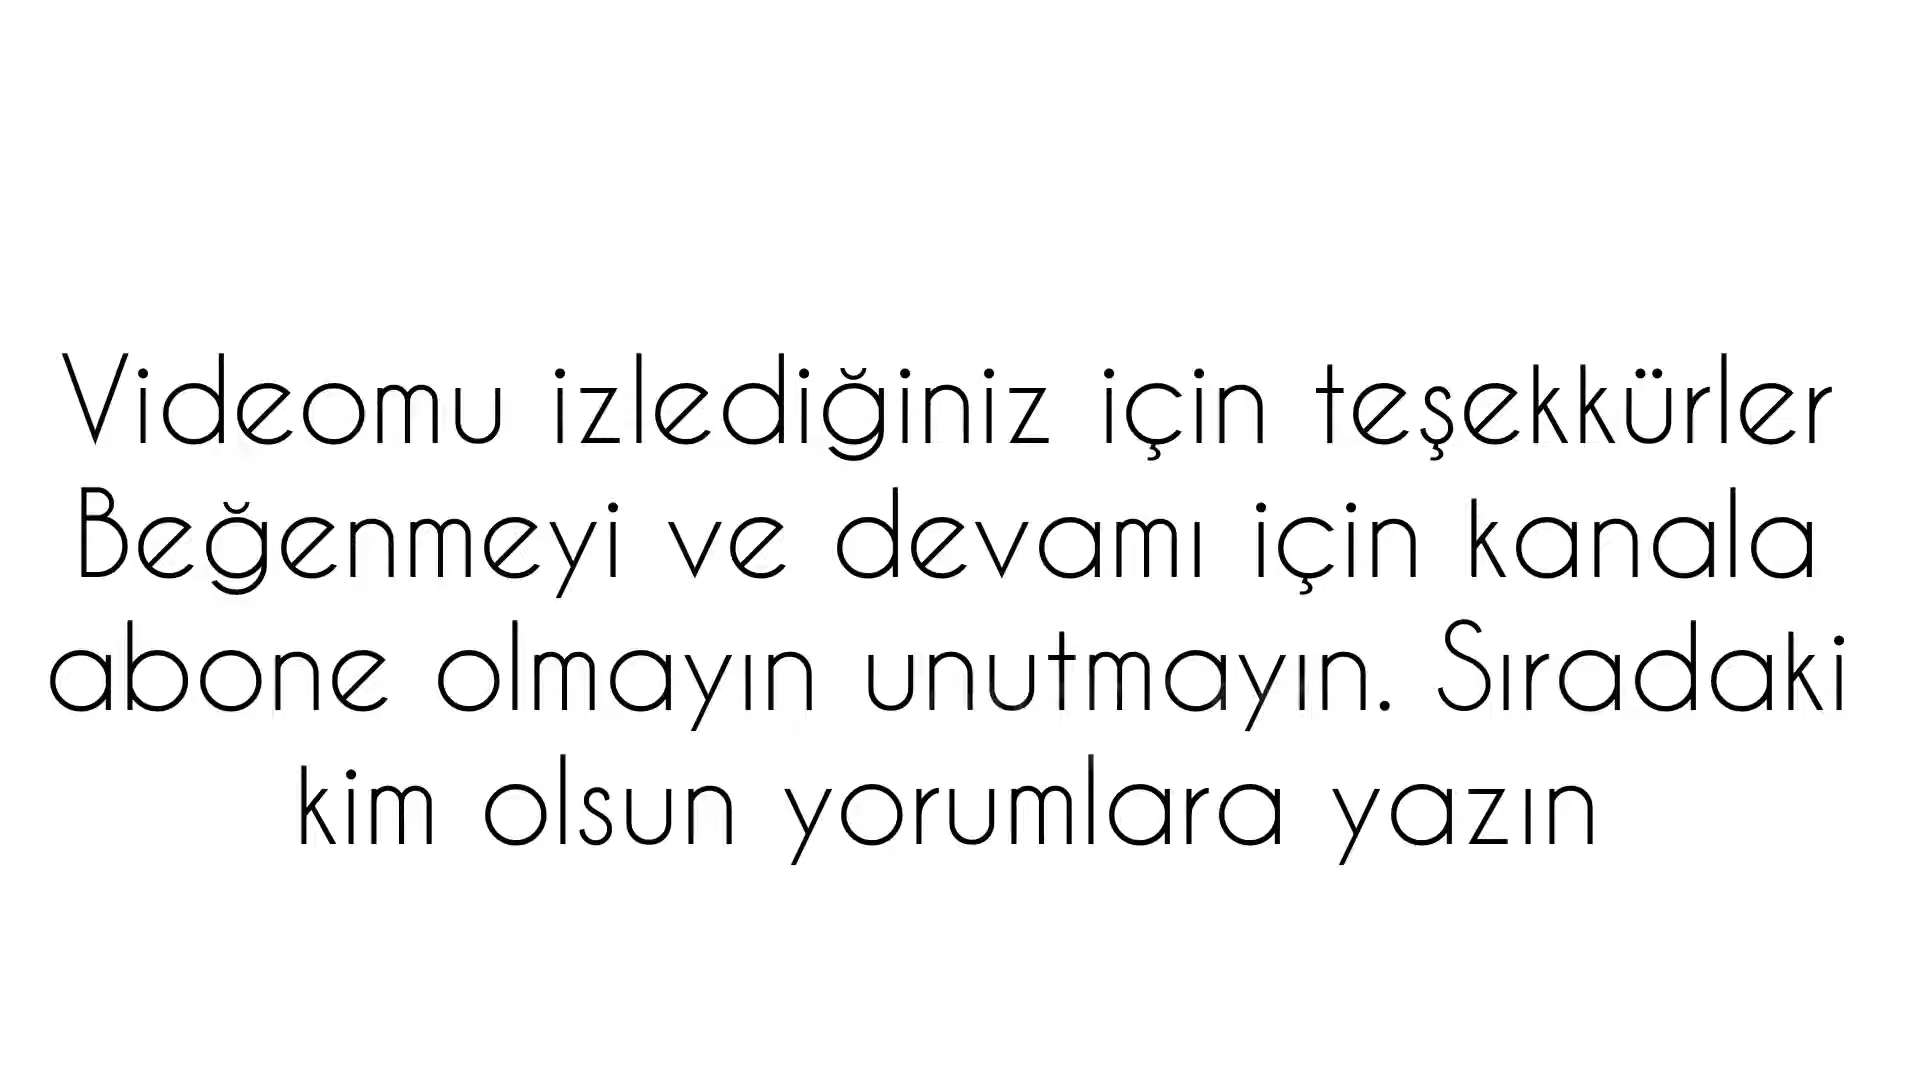 Videomu izlediğiniz için teşekkürler
Beğenmeyi ve devamı için kanala
abone olmayın unutmayın. Sıradaki
kim olsun yorumlara yazın